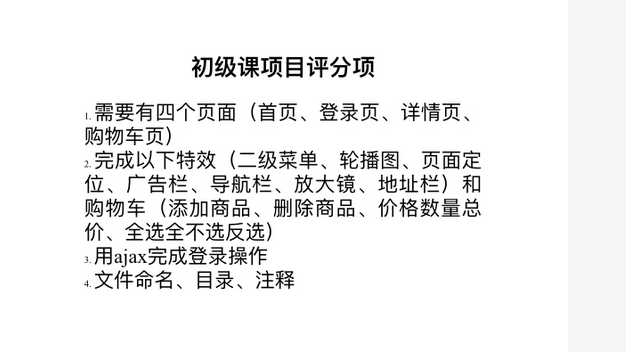 初级课项目评分项
1. 需要有四个页面（首页、登录页、详情页、
购物车页）
2. 完成以下特效（二级菜单、轮播图、页面定
位、广告栏、导航栏、放大镜、地址栏）和
购物车（添加商品、删除商品、价格数量总
价、全选全不选反选）
3. 用ajax完成登录操作
4. 文件命名、目录、注释